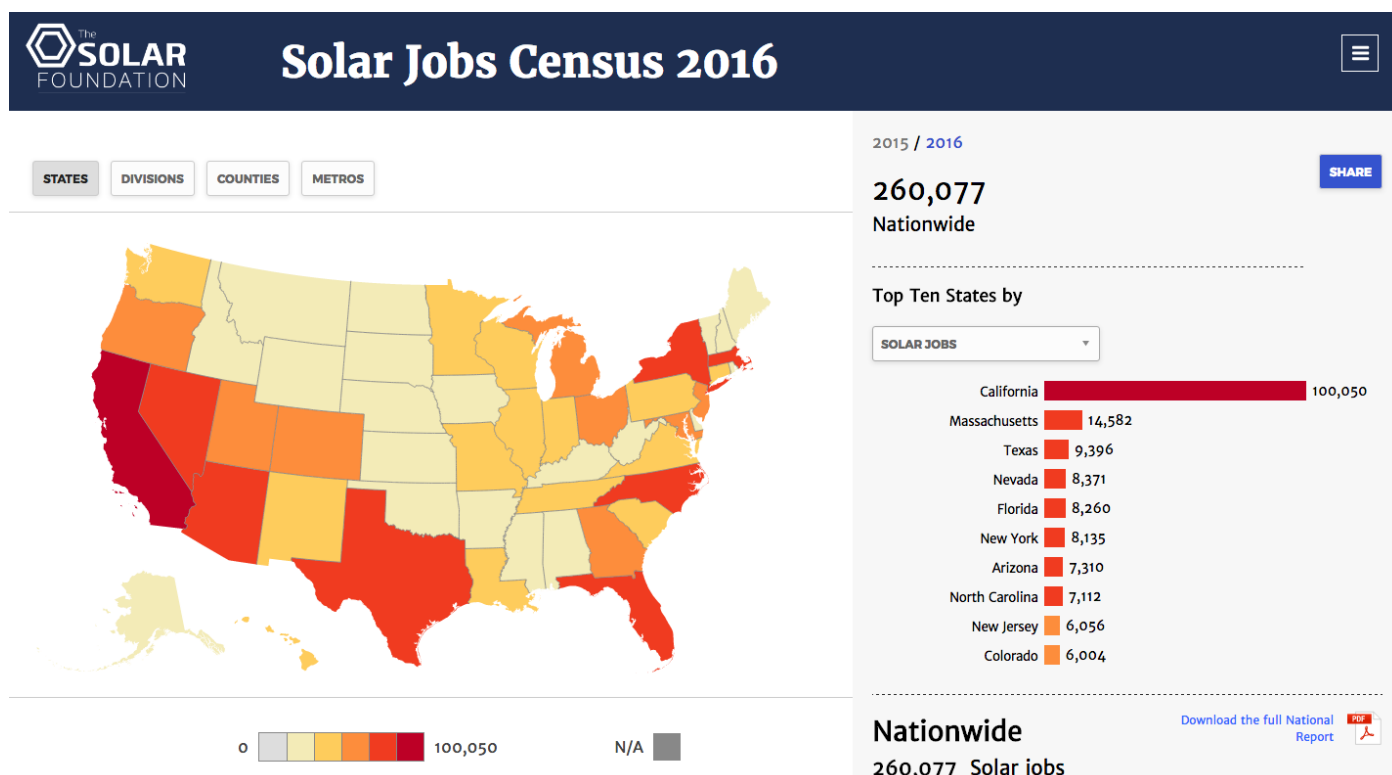 The
SOLAR
FOUNDATION
Solar Jobs Census 2016
STATES
DIVISIONS
COUNTIES
METROS
0
100,050
N/A
2015 / 2016
SHARE
260,077
Nationwide
Top Ten States by
SOLAR JOBS
California 100,050
Massachusetts 14,582
Texas 9,396
Nevada 8,371
Florida 8,260
New York 8,135
Arizona 7,310
North Carolina 7,112
New Jersey 6,056
Colorado 6,004
Nationwide
Download the full National
Report
PDF
260,077 Solar jobs